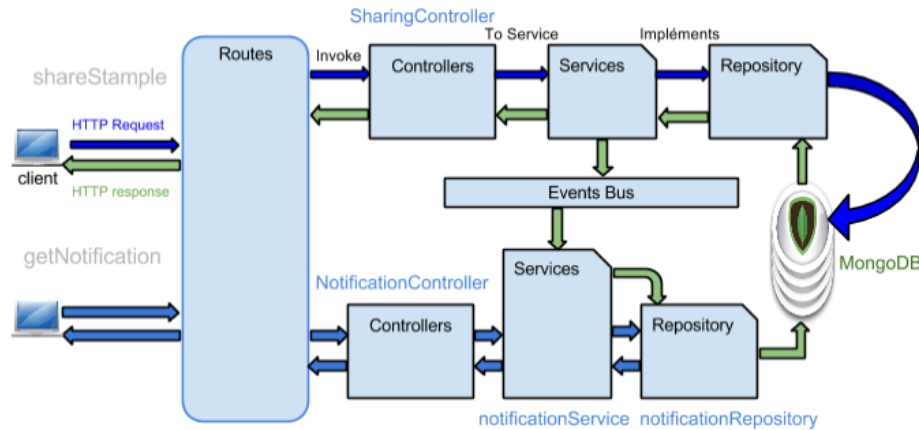 SharingController
Routes
Invoke
To Service
Impléments
Controllers
Services
Repository
shareStample
HTTP Request
client
HTTP response
Events Bus
getNotification
Services
MongoDB
NotificationController
Controllers
Repository
notificationService
notificationRepository